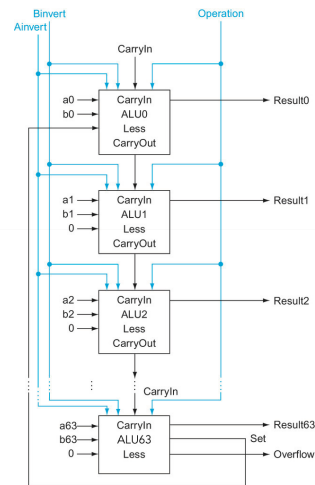 Binvert Operation
Ainvert
CarryIn
a0 CarryIn Result0
b0 ALU0
Less
CarryOut
a1 CarryIn Result1
b1 ALU1
0 Less
CarryOut
a2 CarryIn Result2
b2 ALU2
0 Less
CarryOut
CarryIn
a63 CarryIn Result63
b63 ALU63 Set
0 Less Overflow